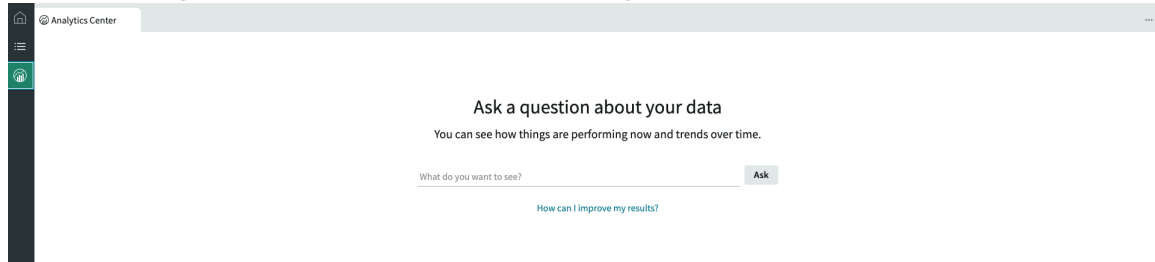 Analytics Center
Ask a question about your data
You can see how things are performing now and trends over time.
What do you want to see?
Ask
How can I improve my results?